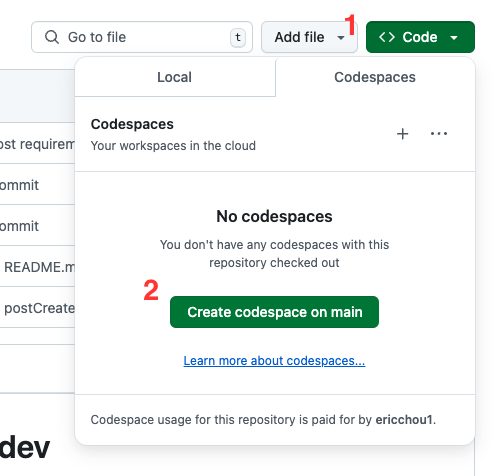 Go to file
t
Add file
1
Code
Local
Codespaces
Codespaces
Your workspaces in the cloud
ost requirem
ommit
ommit
README.m
postCreate
No codespaces
You don't have any codespaces with this
repository checked out
2
Create codespace on main
Learn more about codespaces...
Codespace usage for this repository is paid for by ericchou1.
dev